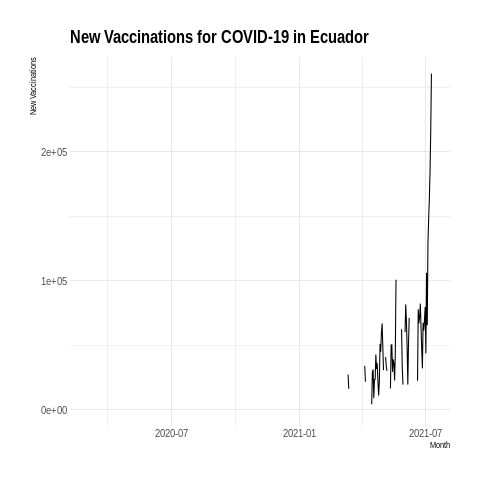 New Vaccinations for COVID-19 in Ecuador
New Vaccinations
2e+05
1e+05
0e+00
2020-07
2021-01
2021-07
Month